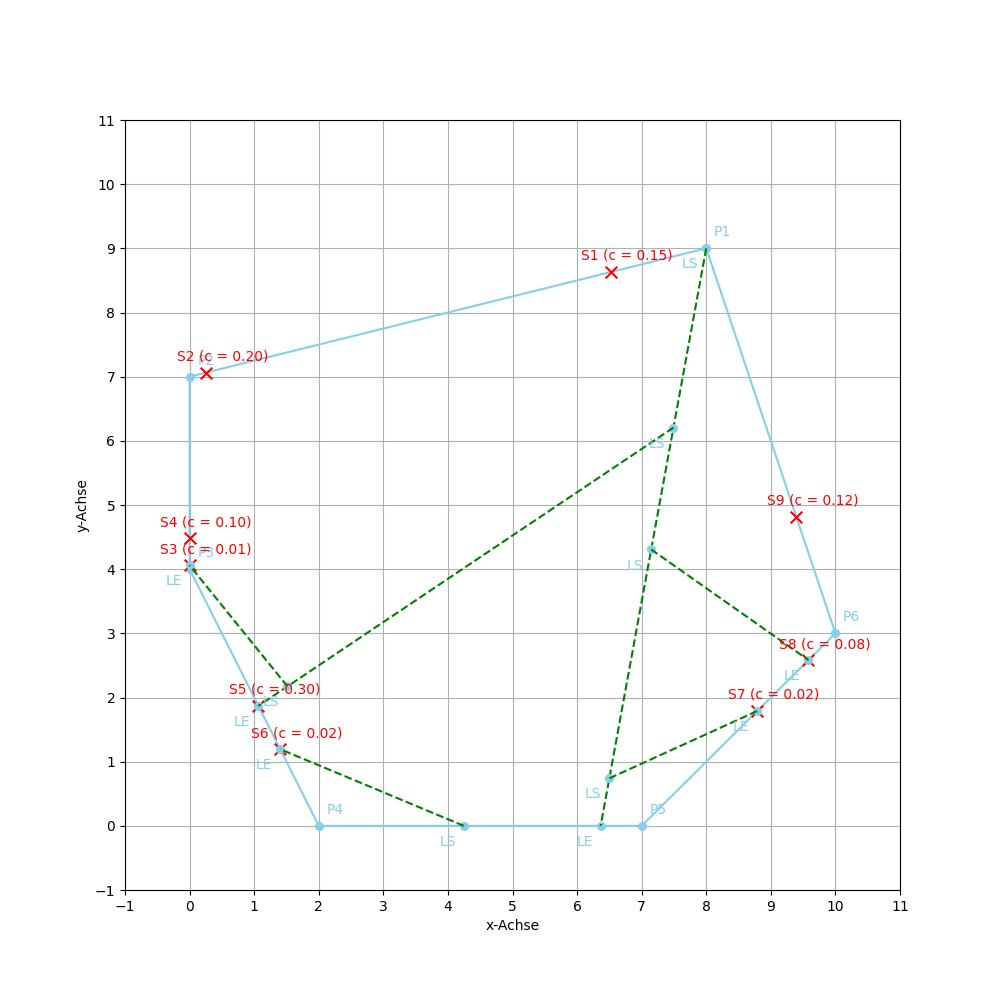 11
10
9
8
7
6
5
4
3
2
1
0
−1
y-Achse
P1
S1 (c = 0.15)
LS
S2 (c = 0.20)
P2
LS
S9 (c = 0.12)
S4 (c = 0.10)
S3 (c = 0.01)
P3
LS
LE
P6
S8 (c = 0.08)
LE
S5 (c = 0.30)
S7 (c = 0.02)
LS
LE
LE
S6 (c = 0.02)
LE
LS
P4
P5
LS
LE
−1 0 1 2 3 4 5 6 7 8 9 10 11
x-Achse